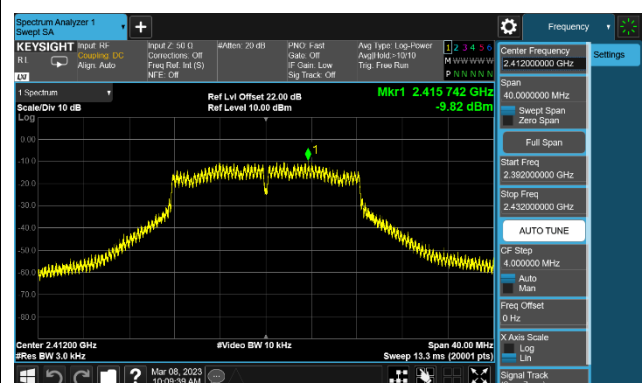 Spectrum Analyzer 1
Swept SA
Frequency
KEYSIGHT Input: RF Input Z: 50 Ω #Atten: 20 dB PNO: Fast Avg Type: Log-Power 1 2 3 4 5 6
RL Coupling: DC Corrections: Off Gate: Off Avg|Hold:>10/10 M W W W W W
Align: Auto Freq Ref: Int (S) IF Gain: Low Trig: Free Run
NFE: Off Sig Track: Off P N N N N N
LXI
1 Spectrum
Scale/Div 10 dB
Log
Ref Lvl Offset 22.00 dB
Ref Level 10.00 dBm
Mkr1 2.415 742 GHz
-9.82 dBm
1
0.00
-10.0
-20.0
-30.0
-40.0
-50.0
-60.0
-70.0
-80.0
Center 2.41200 GHz #Video BW 10 kHz Span 40.00 MHz
#Res BW 3.0 kHz Sweep 13.3 ms (20001 pts)
Mar 08, 2023
10:09:39 AM
Center Frequency
2.412000000 GHz
Settings
Span
40.0000000 MHz
Swept Span
Zero Span
Full Span
Start Freq
2.392000000 GHz
Stop Freq
2.432000000 GHz
AUTO TUNE
CF Step
4.000000 MHz
Auto
Man
Freq Offset
0 Hz
X Axis Scale
Log
Lin
Signal Track